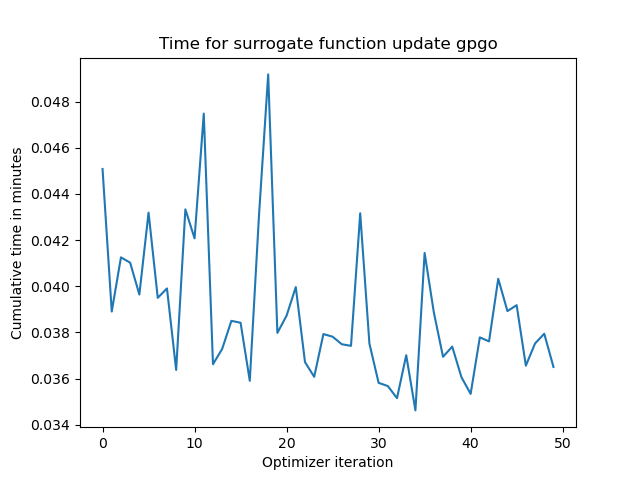 Time for surrogate function update gpgo
Cumulative time in minutes
0.048
0.046
0.044
0.042
0.040
0.038
0.036
0.034
0 10 20 30 40 50
Optimizer iteration